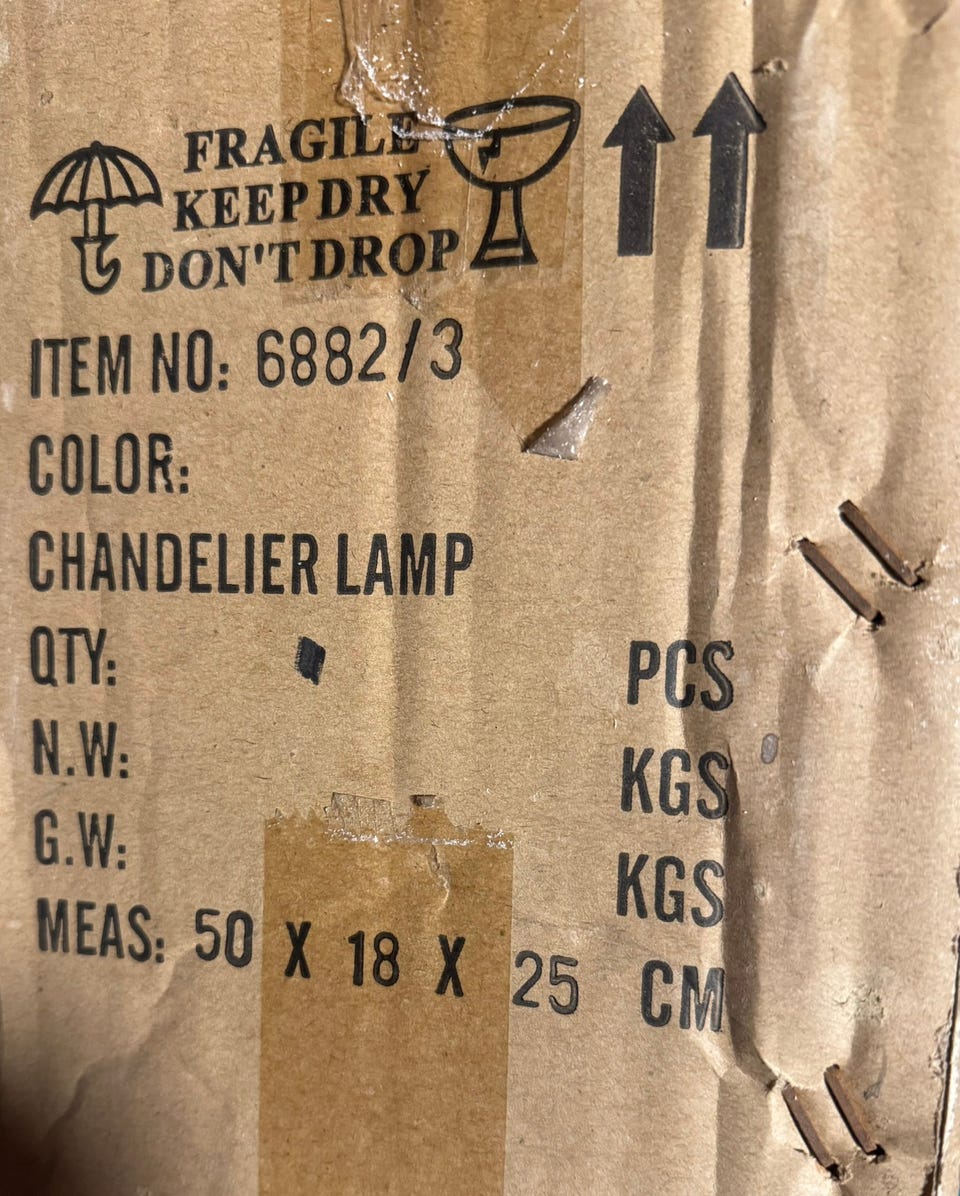 FRAGILE
KEEP DRY
DON'T DROP
ITEM NO: 6882/3
COLOR:
CHANDELIER LAMP
QTY: PCS
N.W: KGS
G.W: KGS
MEAS: 50 X 18 X 25 CM